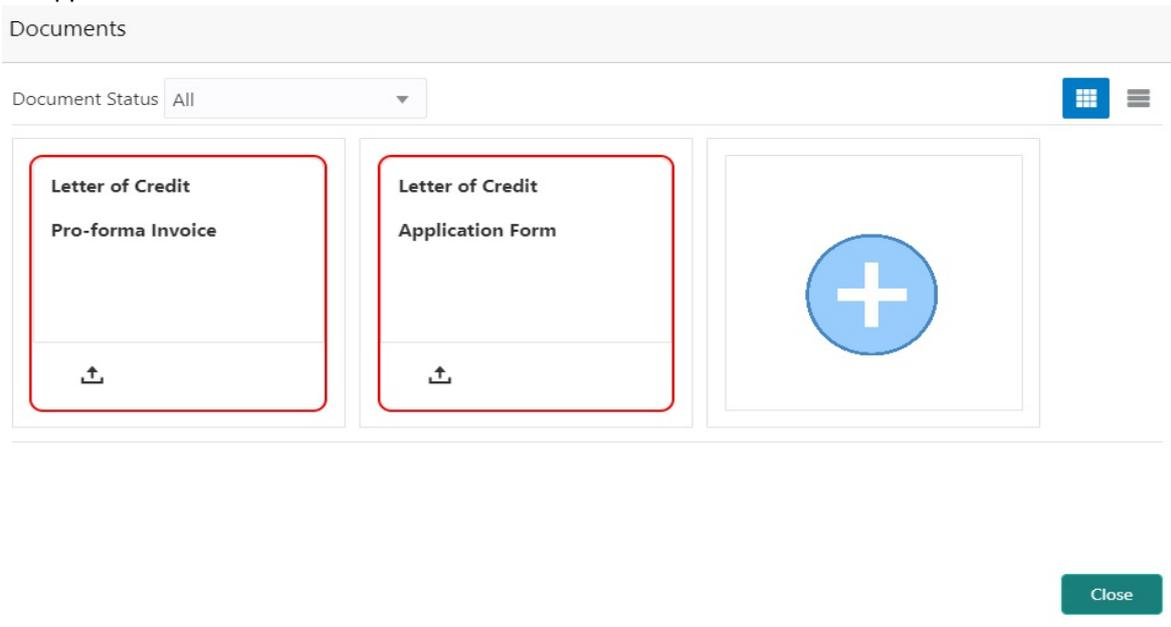 Documents
Document Status All
Letter of Credit
Pro-forma Invoice
Letter of Credit
Application Form
Close